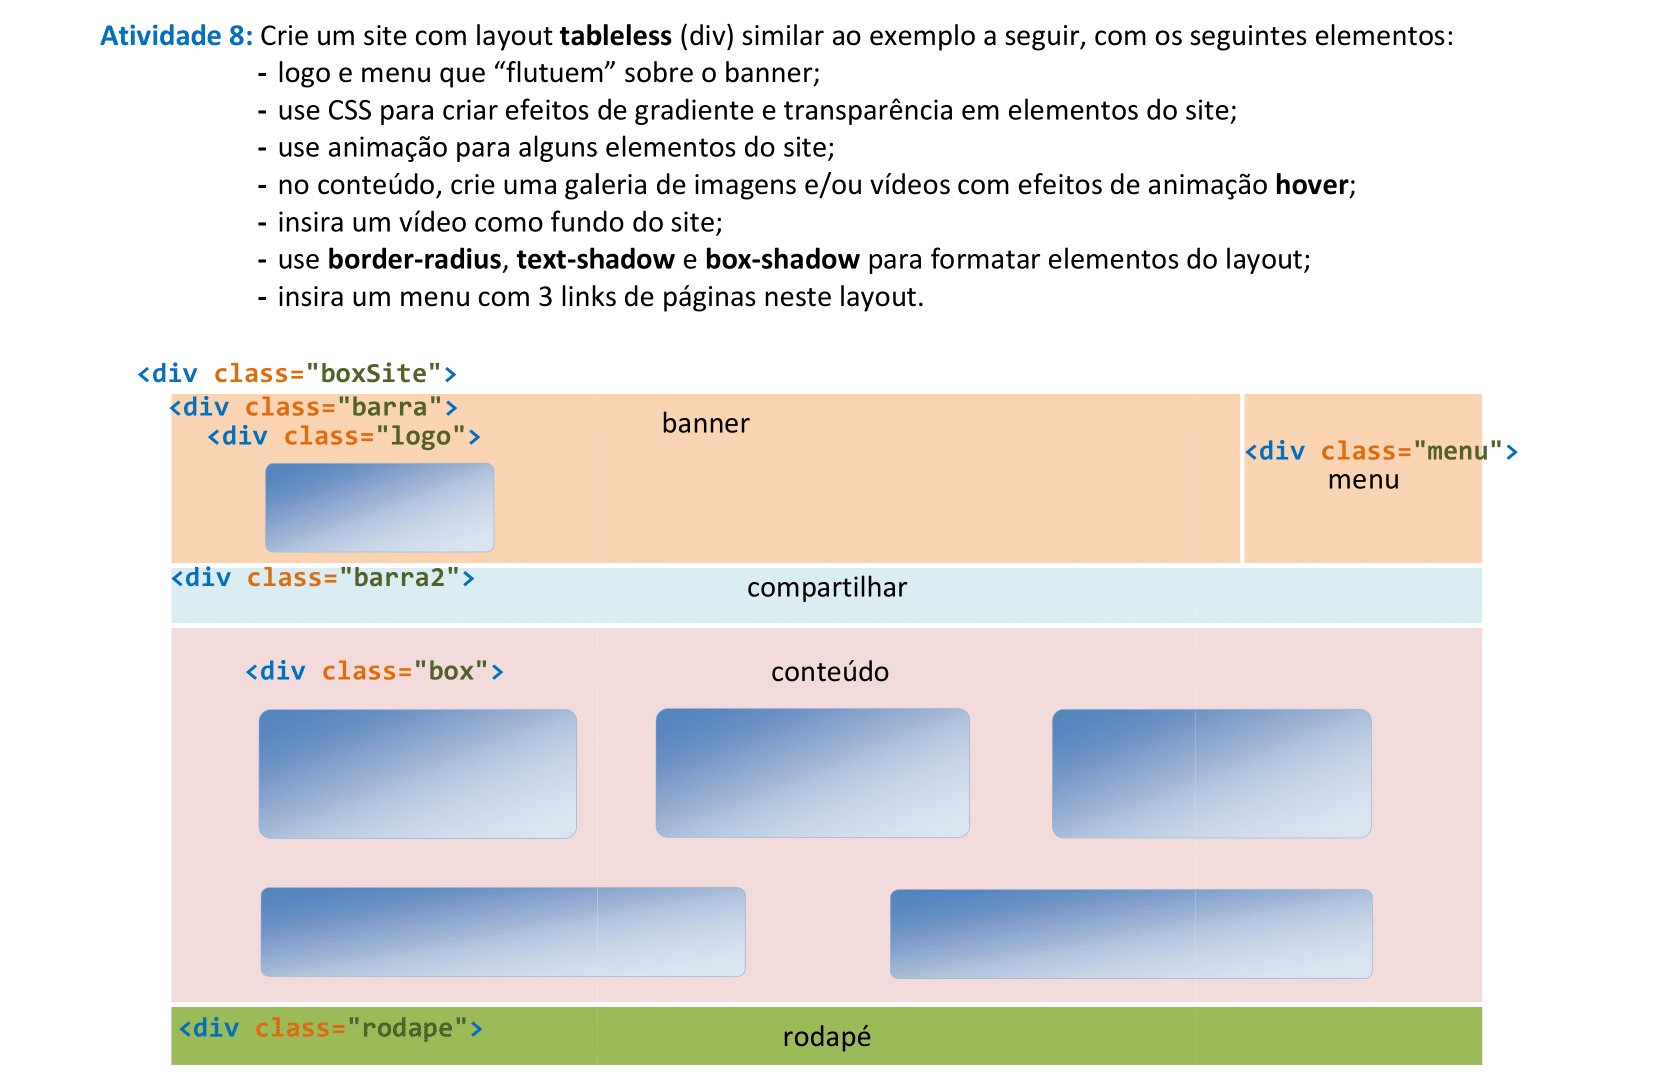 Atividade 8: Crie um site com layout tableless (div) similar ao exemplo a seguir, com os seguintes elementos:
- logo e menu que “flutuem” sobre o banner;
- use CSS para criar efeitos de gradiente e transparência em elementos do site;
- use animação para alguns elementos do site;
- no conteúdo, crie uma galeria de imagens e/ou vídeos com efeitos de animação hover;
- insira um vídeo como fundo do site;
- use border-radius, text-shadow e box-shadow para formatar elementos do layout;
- insira um menu com 3 links de páginas neste layout.
<div class="boxSite">
<div class="barra">
banner
<div class="logo">
<div class="menu">
menu
<div class="barra2">
compartilhar
<div class="box">
conteúdo
<div class="rodape">
rodapé